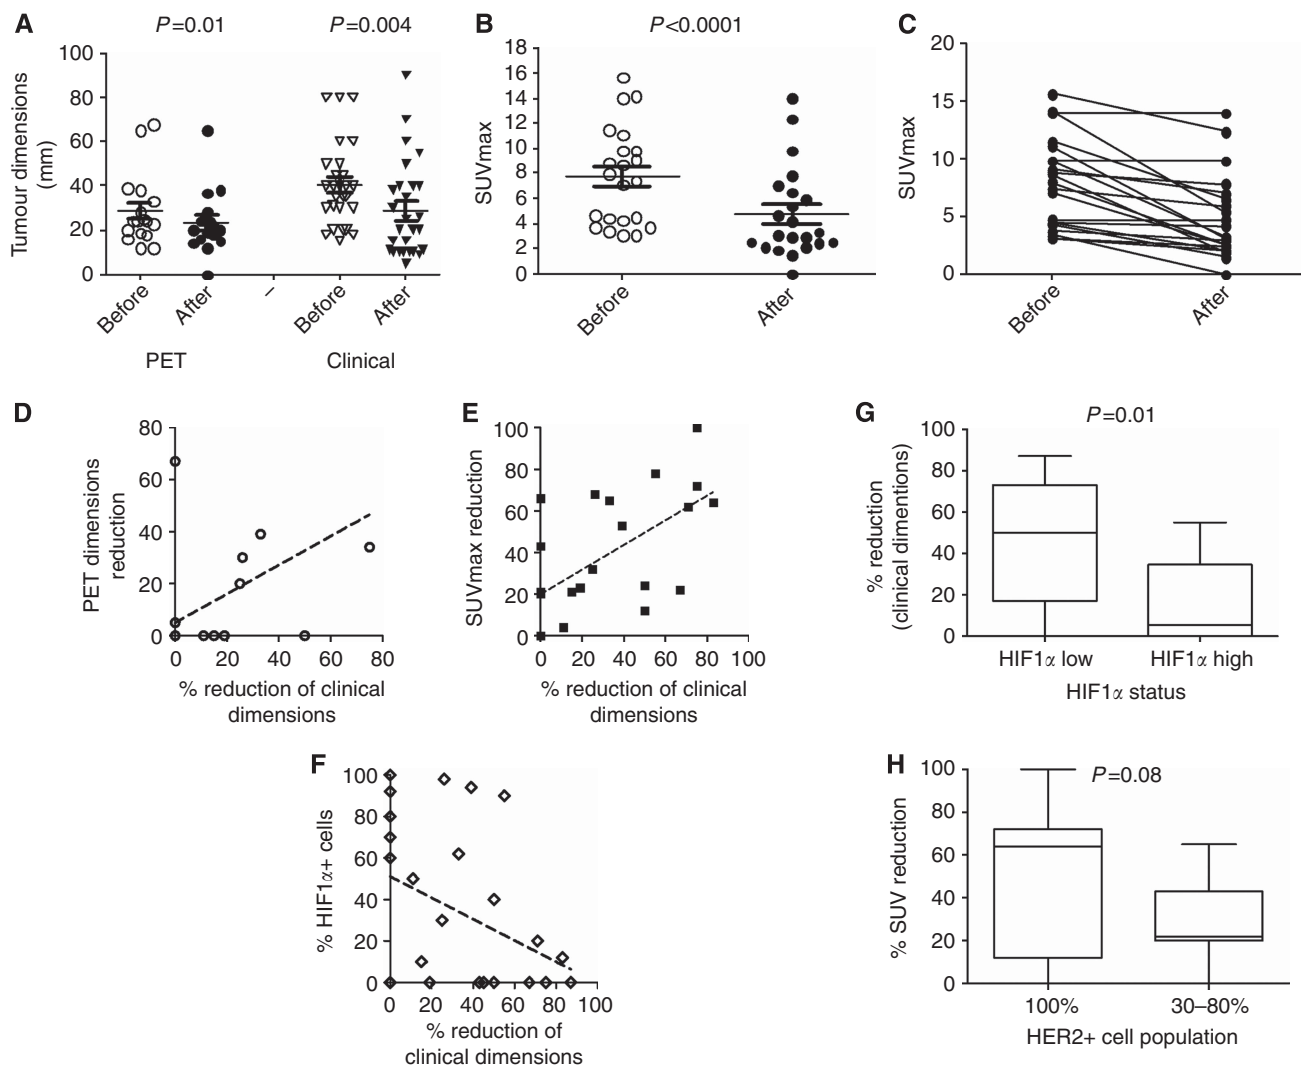 A
P=0.01
P=0.004
Tumour dimensions
(mm)
100
80
60
40
20
0
Before
After
–
Before
After
PET
Clinical
B
P<0.0001
SUVmax
18
16
14
12
10
8
6
4
2
0
Before
After
C
SUVmax
20
15
10
5
0
Before
After
D
PET dimensions
reduction
80
60
40
20
0
0 20 40 60 80
% reduction of clinical
dimensions
E
SUVmax reduction
100
80
60
40
20
0
0 20 40 60 80 100
% reduction of clinical
dimensions
G
P=0.01
% reduction
(clinical dimentions)
100
80
60
40
20
0
HIF1α low HIF1α high
HIF1α status
F
% HIF1α+ cells
100
80
60
40
20
0
0 20 40 60 80 100
% reduction of
clinical dimensions
H
P=0.08
% SUV reduction
100
80
60
40
20
0
100% 30–80%
HER2+ cell population